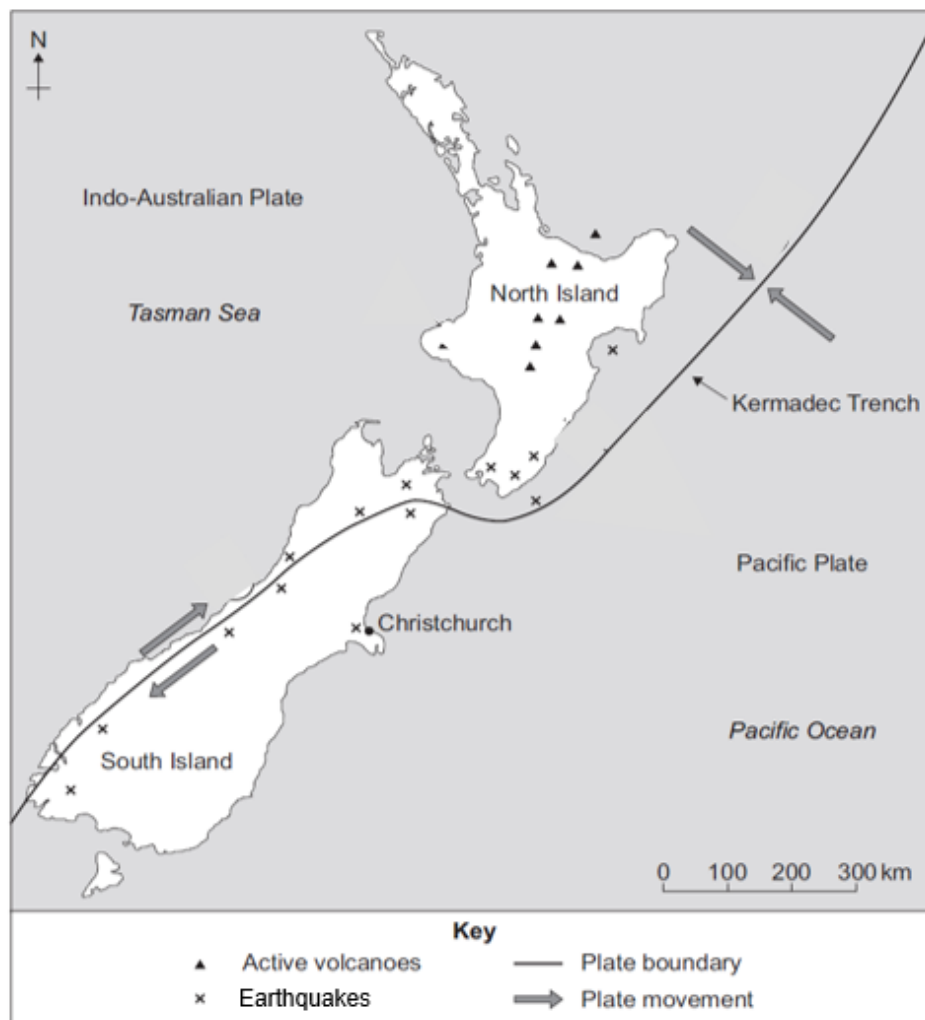 N
Indo-Australian Plate
Tasman Sea
North Island
Kermadec Trench
Pacific Plate
Christchurch
Pacific Ocean
South Island
0 100 200 300 km
Key
Active volcanoes
Plate boundary
Earthquakes
Plate movement